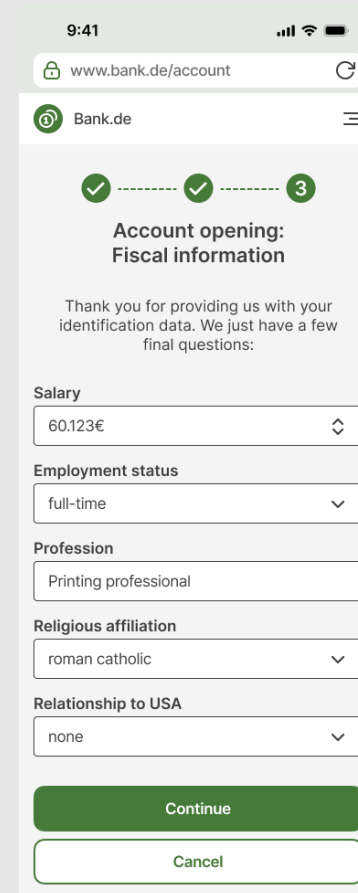 9:41
www.bank.de/account
Bank.de
3
Account opening:
Fiscal information
Thank you for providing us with your
identification data. We just have a few
final questions:
Salary
60.123€
Employment status
full-time
Profession
Printing professional
Religious affiliation
roman catholic
Relationship to USA
none
Continue
Cancel